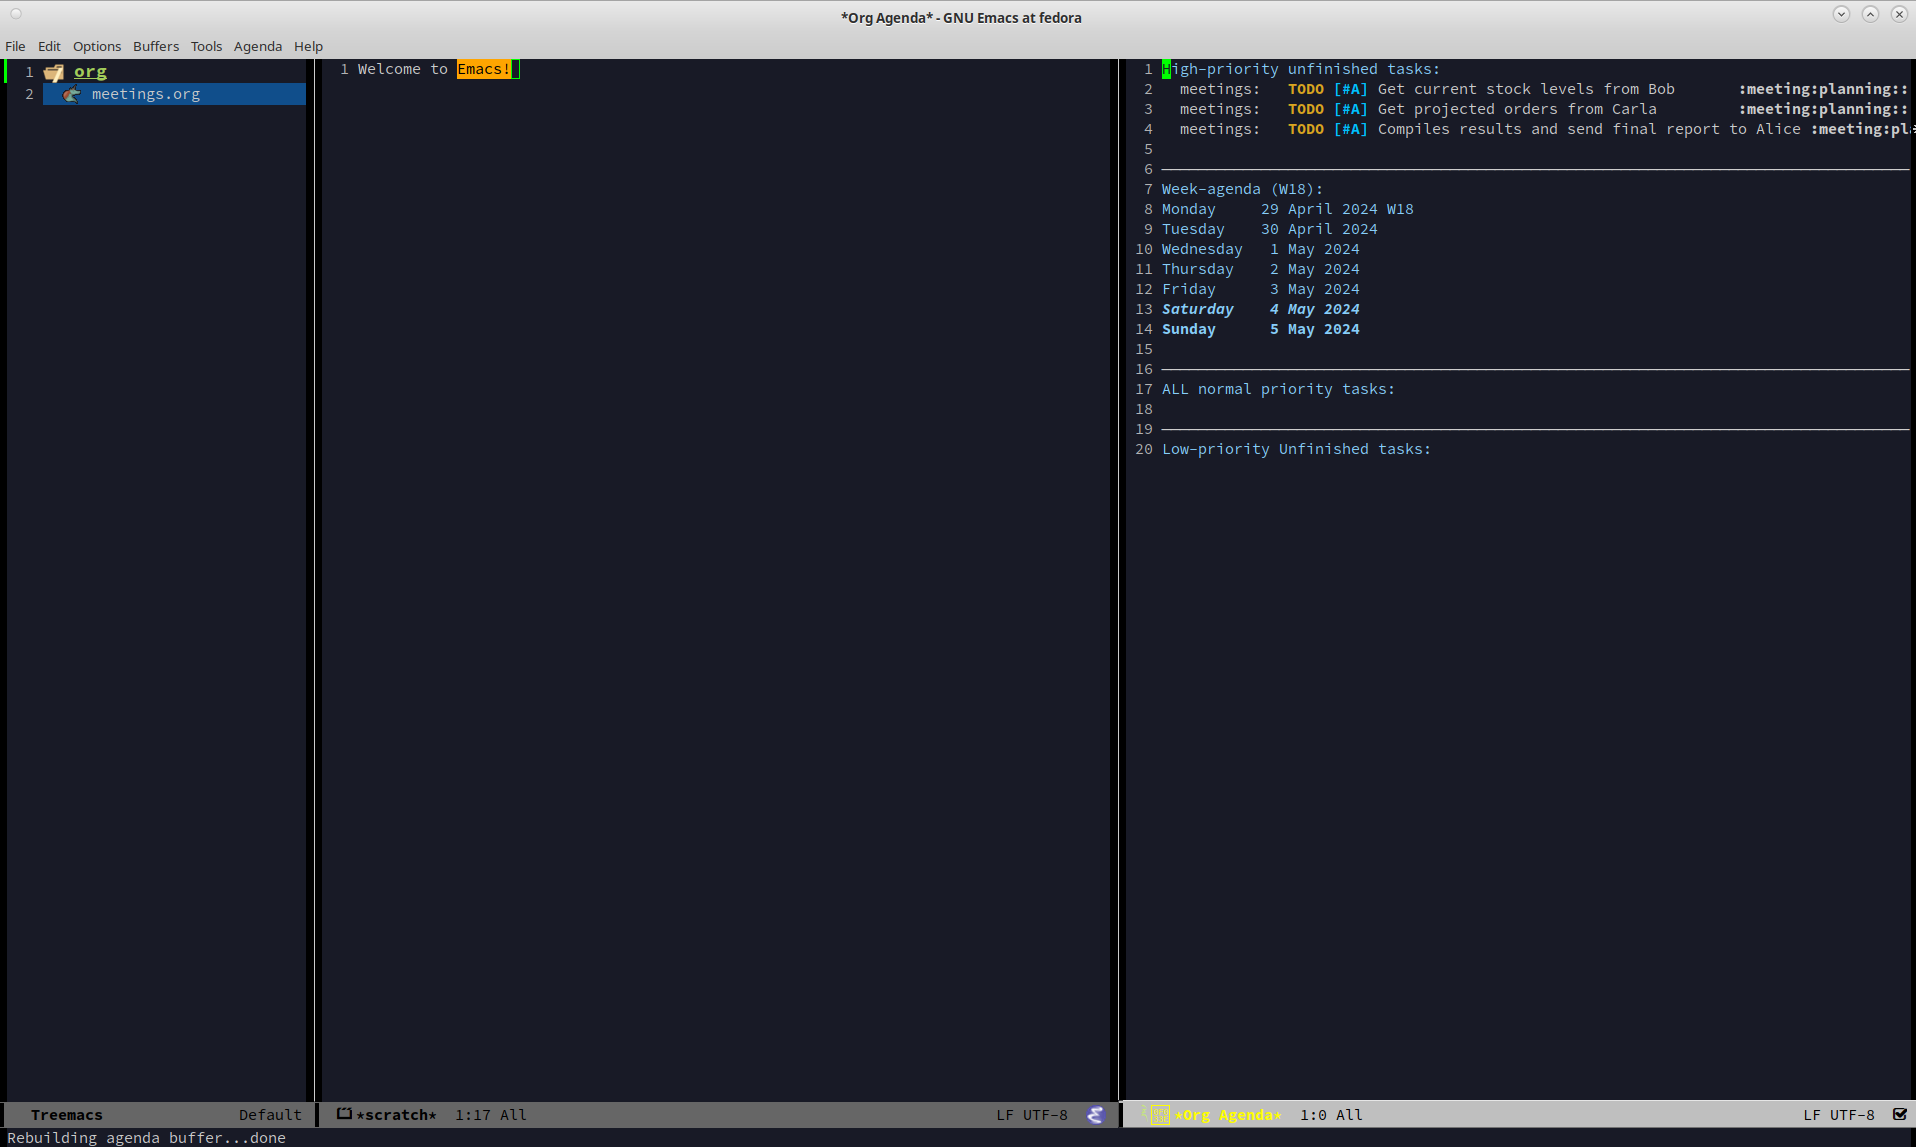 *Org Agenda* - GNU Emacs at fedora
File Edit Options Buffers Tools Agenda Help
1 org
2 meetings.org
1 Welcome to Emacs!
1 High-priority unfinished tasks:
2 meetings: TODO [#A] Get current stock levels from Bob :meeting:planning::
3 meetings: TODO [#A] Get projected orders from Carla :meeting:planning::
4 meetings: TODO [#A] Compiles results and send final report to Alice :meeting:pl
5
6
7 Week-agenda (W18):
8 Monday 29 April 2024 W18
9 Tuesday 30 April 2024
10 Wednesday 1 May 2024
11 Thursday 2 May 2024
12 Friday 3 May 2024
13 Saturday 4 May 2024
14 Sunday 5 May 2024
15
16
17 ALL normal priority tasks:
18
19
20 Low-priority Unfinished tasks:
Treemacs Default
*scratch* 1:17 All LF UTF-8
*Org Agenda* 1:0 All LF UTF-8
Rebuilding agenda buffer...done